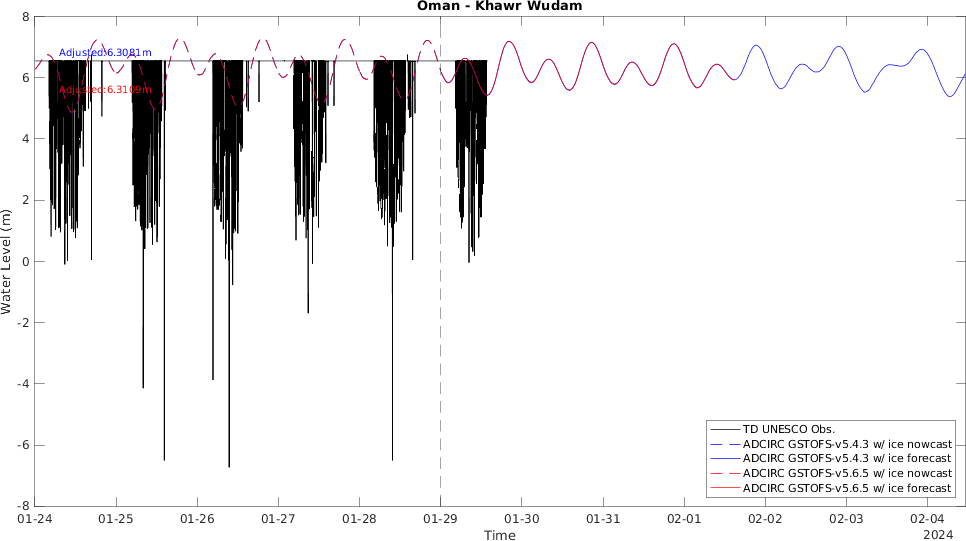 Oman - Khawr Wudam
8
6
4
2
0
-2
-4
-6
-8
Water Level (m)
Adjusted:6.3081m
Adjusted:6.3109m
TD UNESCO Obs.
ADCIRC GSTOFS-v5.4.3 w/ ice nowcast
ADCIRC GSTOFS-v5.4.3 w/ ice forecast
ADCIRC GSTOFS-v5.6.5 w/ ice nowcast
ADCIRC GSTOFS-v5.6.5 w/ ice forecast
01-24 01-25 01-26 01-27 01-28 01-29 01-30 01-31 02-01 02-02 02-03 02-04
Time
2024